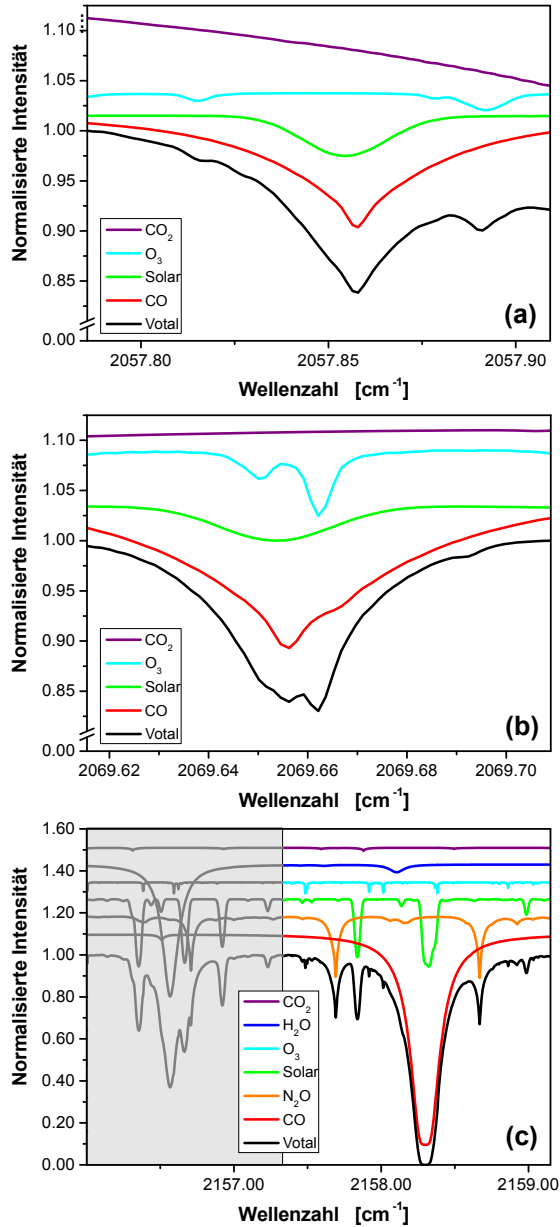 Normalisierte Intensität
1.10
1.05
1.00
0.95
0.90
0.85
0.00
CO₂
O₃
Solar
CO
Votal
(a)
2057.80
2057.85
2057.90
Wellenzahl [cm⁻¹]
Normalisierte Intensität
1.10
1.05
1.00
0.95
0.90
0.85
0.00
CO₂
O₃
Solar
CO
Votal
(b)
2069.62
2069.64
2069.66
2069.68
2069.70
Wellenzahl [cm⁻¹]
Normalisierte Intensität
1.60
1.40
1.20
1.00
0.80
0.60
0.40
0.20
0.00
CO₂
H₂O
O₃
Solar
N₂O
CO
Votal
(c)
2157.00
2158.00
2159.00
Wellenzahl [cm⁻¹]